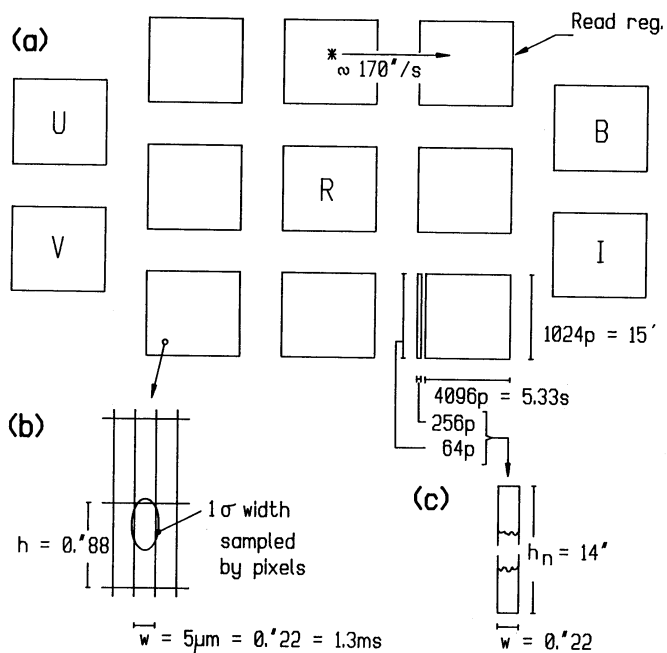 (a)
Read reg.
* ∾ 170"/s
U
B
R
V
I
1024p = 15'
4096p = 5.33s
256p
64p
(b)
h = 0."88
1σ width
sampled
by pixels
w = 5µm = 0."22 = 1.3ms
(c)
hn = 14"
w = 0."22